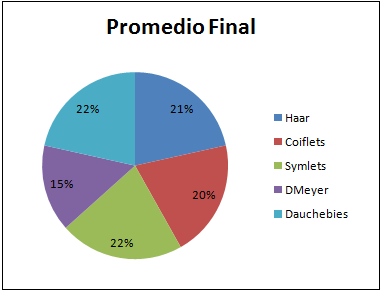 Promedio Final
22%
21%
15%
20%
22%
Haar
Coiflets
Symlets
DMeyer
Dauchebies